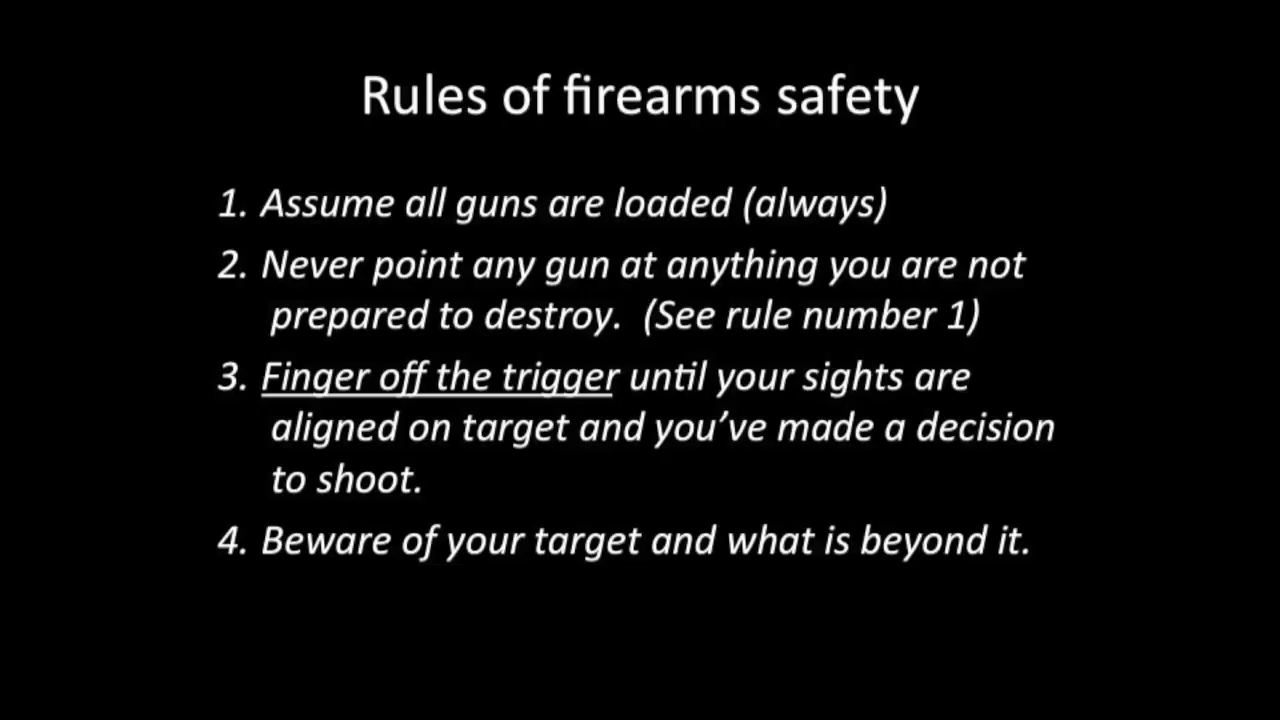 Rules of firearms safety
1. Assume all guns are loaded (always)
2. Never point any gun at anything you are not
prepared to destroy. (See rule number 1)
3. Finger off the trigger until your sights are
aligned on target and you’ve made a decision
to shoot.
4. Beware of your target and what is beyond it.